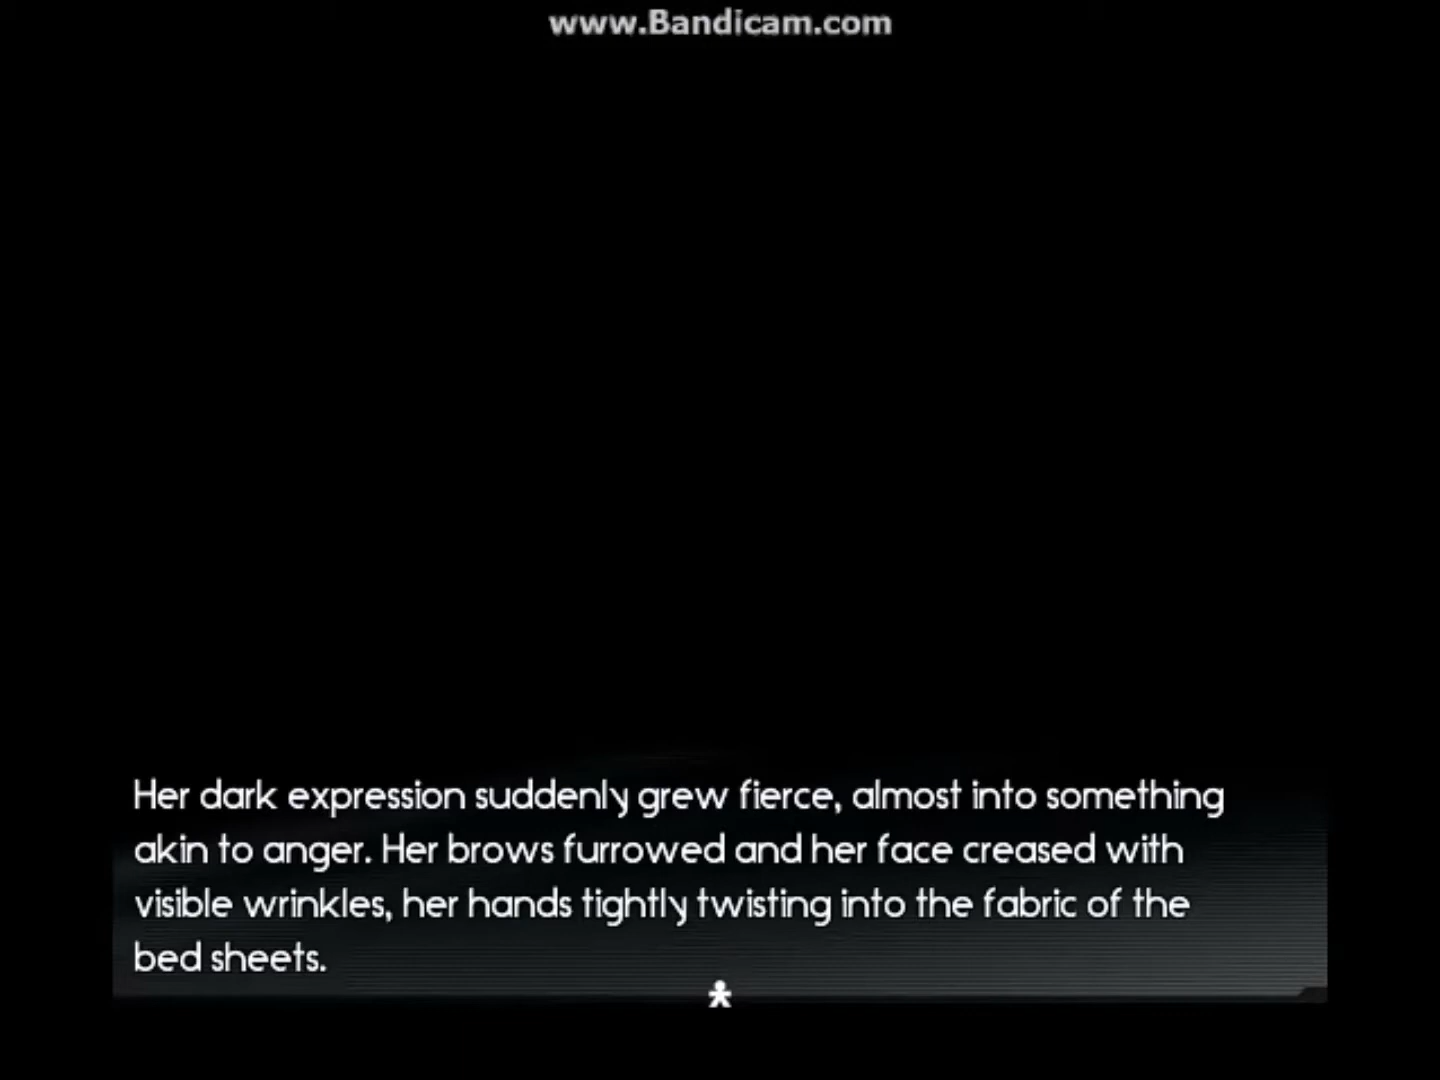 www.Bandicam.com
Her dark expression suddenly grew fierce, almost into something
akin to anger. Her brows furrowed and her face creased with
visible wrinkles, her hands tightly twisting into the fabric of the
bed sheets.